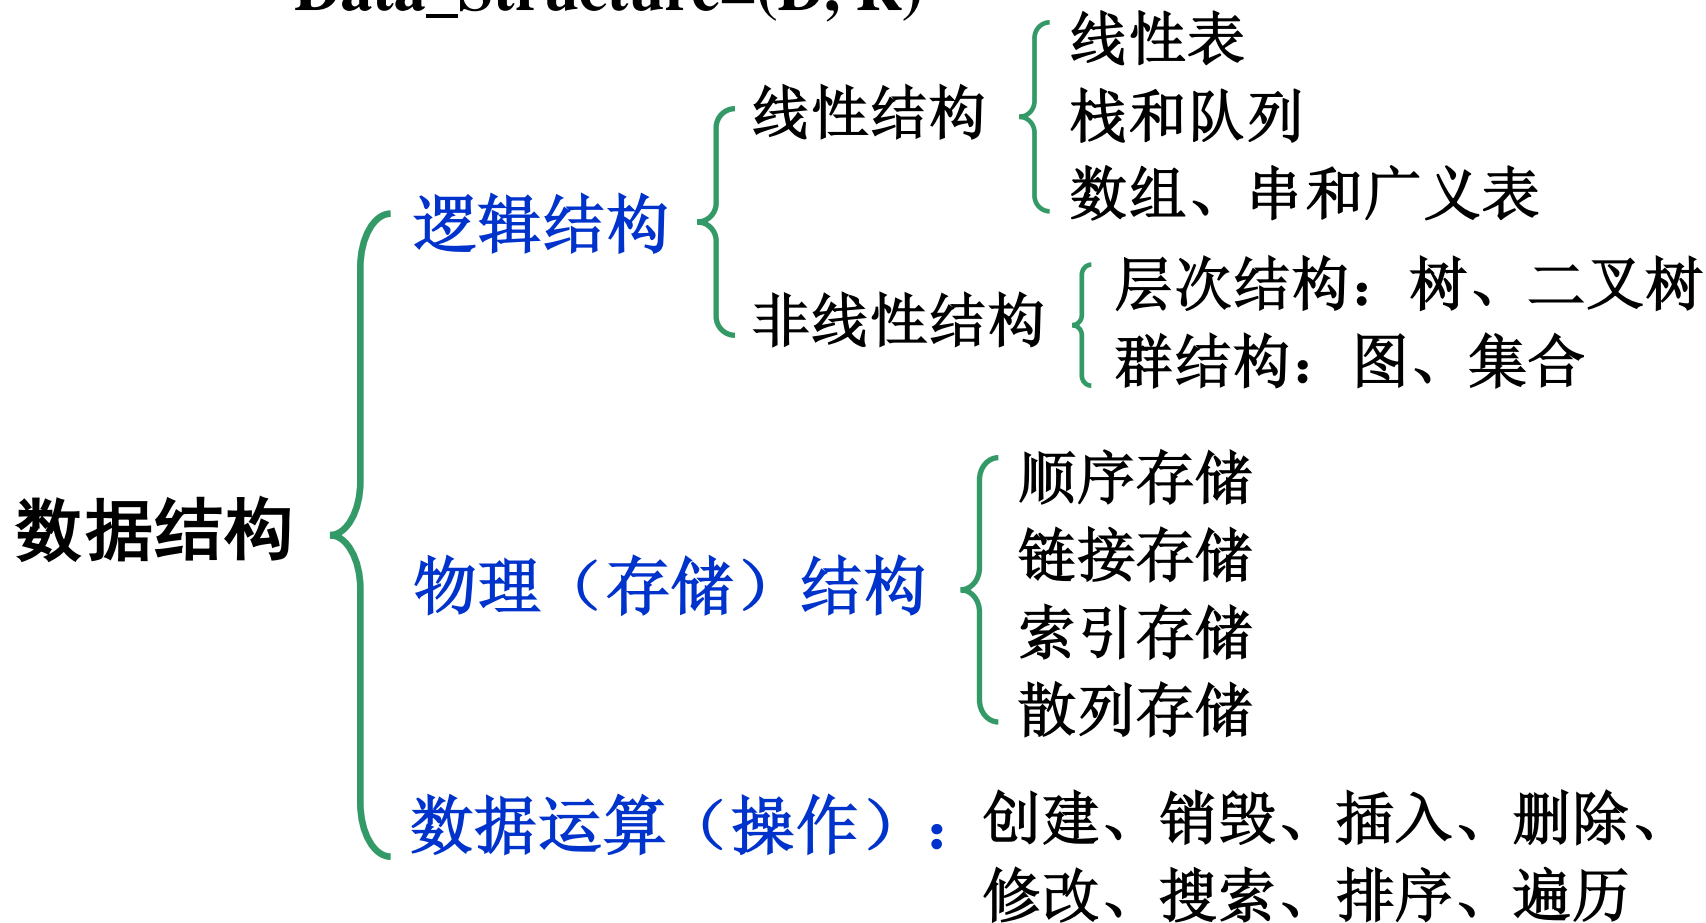 Data_Structure=(D, R)
数据结构
逻辑结构
线性结构
线性表
栈和队列
数组、串和广义表
非线性结构
层次结构：树、二叉树
群结构：图、集合
物理（存储）结构
顺序存储
链接存储
索引存储
散列存储
数据运算（操作）：创建、销毁、插入、删除、
修改、搜索、排序、遍历